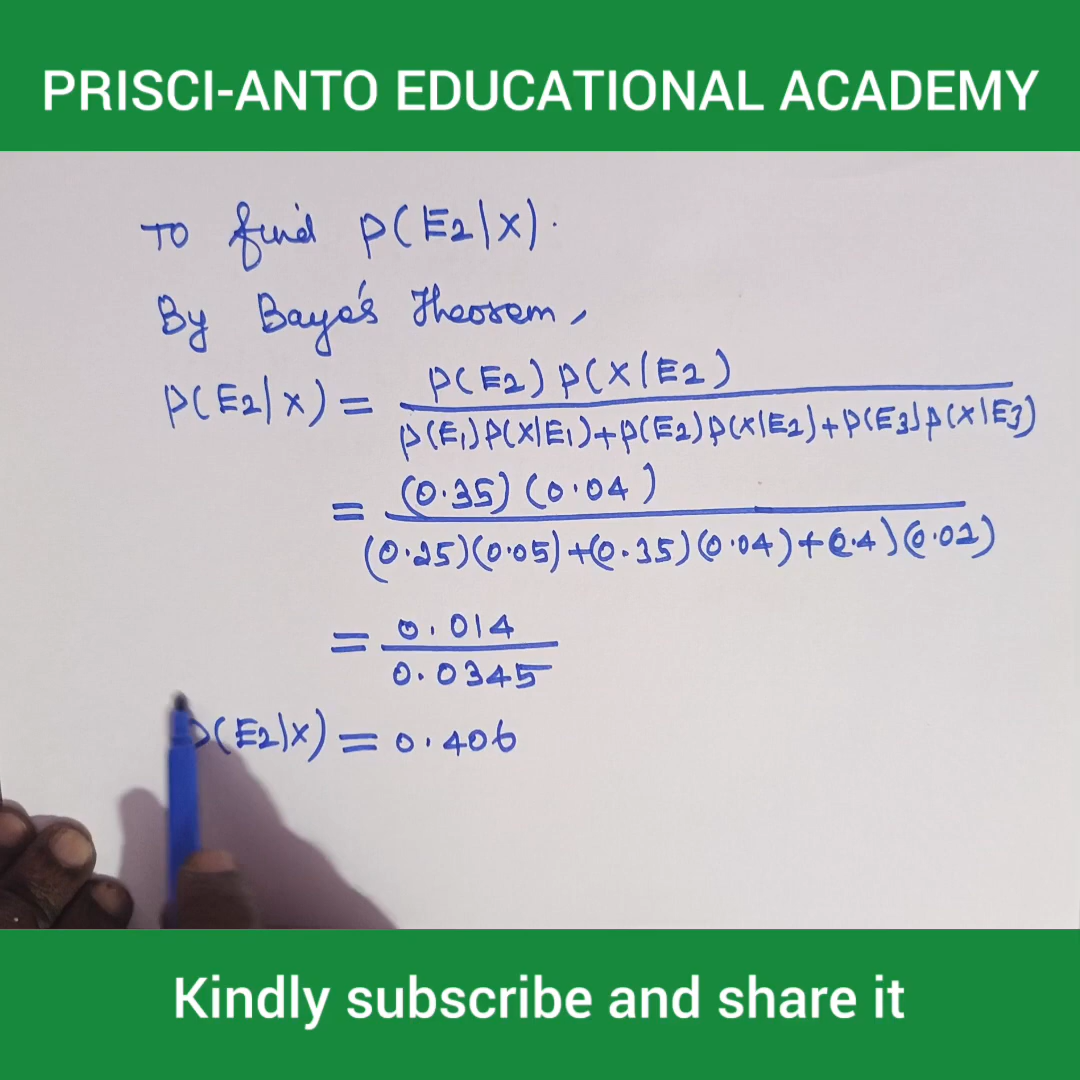 PRISCI-ANTO EDUCATIONAL ACADEMY
To find P(E2|X).
By Baye's Theorem,
P(E2|X) = P(E2) P(X|E2) / P(E1)P(X|E1)+P(E2)P(X|E2)+P(E3)P(X|E3)
= (0.35) (0.04) / (0.25)(0.05)+(0.35)(0.04)+0.4)(0.02)
= 0.014 / 0.0345
P(E2|X) = 0.406
Kindly subscribe and share it